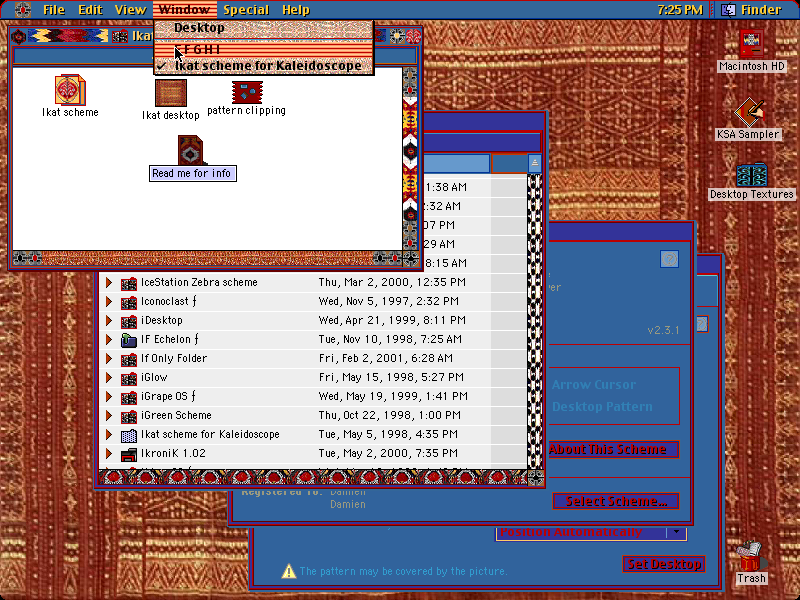 File Edit View Window Special Help 7:25 PM Finder
Desktop
F G H I
✓ Ikat scheme for Kaleidoscope
Ikat
Ikat scheme
Ikat desktop
pattern clipping
Read me for info
Macintosh HD
KSA Sampler
Desktop Textures
1:38 AM
2:32 AM
07 PM
29 AM
8:15 AM
IceStation Zebra scheme Thu, Mar 2, 2000, 12:35 PM
Iconoclast ƒ Wed, Nov 5, 1997, 2:32 PM
iDesktop Wed, Apr 21, 1999, 8:11 PM
IF Echelon ƒ Tue, Nov 10, 1998, 7:25 AM
If Only Folder Fri, Feb 2, 2001, 6:28 AM
iGlow Fri, May 15, 1998, 5:27 PM
iGrape OS ƒ Wed, May 19, 1999, 1:41 PM
iGreen Scheme Thu, Oct 22, 1998, 1:00 PM
Ikat scheme for Kaleidoscope Tue, May 5, 1998, 4:35 PM
IkroniK 1.02 Tue, May 2, 2000, 7:35 PM
ver
v2.3.1
Arrow Cursor
Desktop Pattern
About This Scheme
Registered To: Damien
Damien
Select Scheme...
Position Automatically
The pattern may be covered by the picture.
Set Desktop
Trash